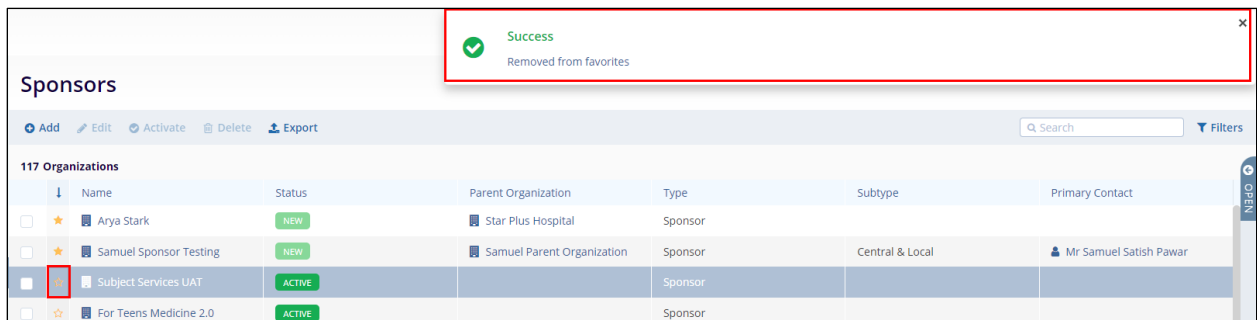 Success
×
Removed from favorites
Sponsors
Add Edit Activate Delete Export Search Filters
117 Organizations
OPEN
Name Status Parent Organization Type Subtype Primary Contact
Arya Stark NEW Star Plus Hospital Sponsor
Samuel Sponsor Testing NEW Samuel Parent Organization Sponsor Central & Local Mr Samuel Satish Pawar
Subject Services UAT ACTIVE Sponsor
For Teens Medicine 2.0 ACTIVE Sponsor